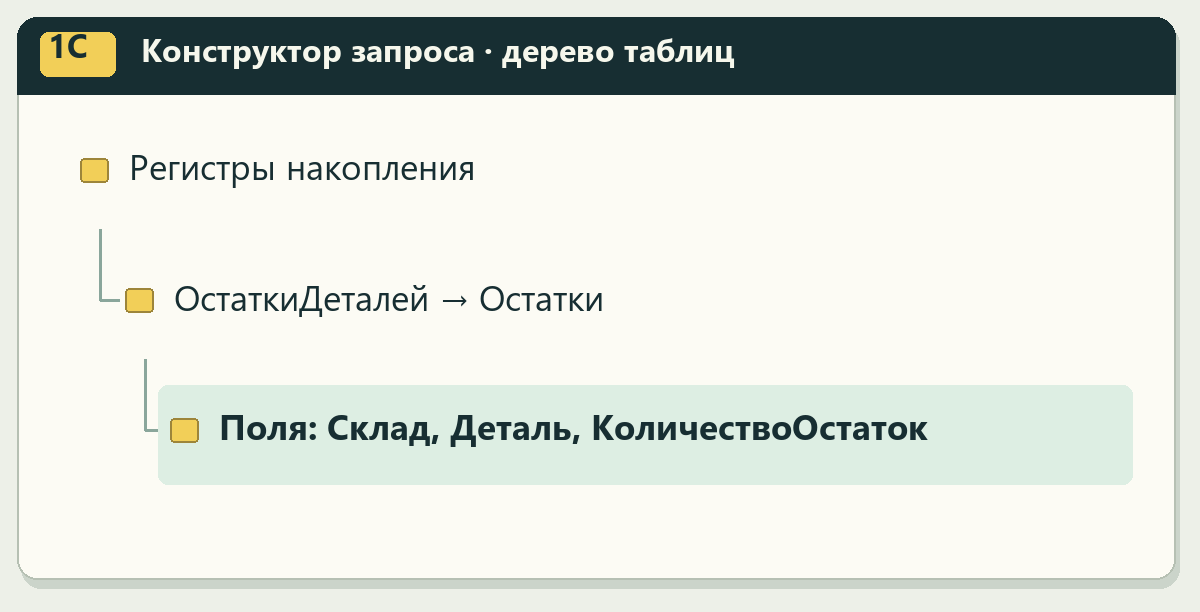 1С
Конструктор запроса · дерево таблиц
Регистры накопления
ОстаткиДеталей → Остатки
Поля: Склад, Деталь, КоличествоОстаток